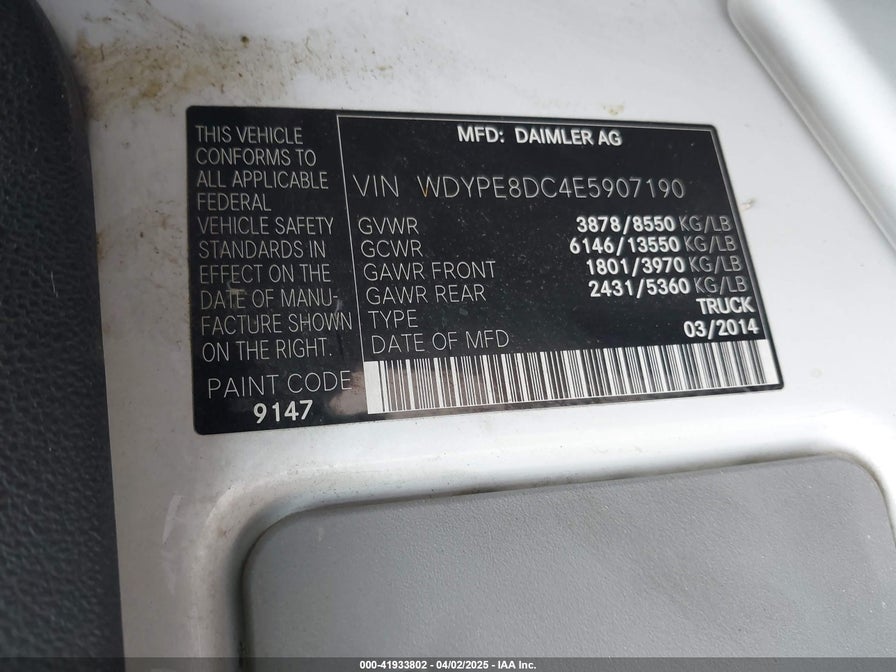 THIS VEHICLE
CONFORMS TO
ALL APPLICABLE
FEDERAL
VEHICLE SAFETY
STANDARDS IN
EFFECT ON THE
DATE OF MANU-
FACTURE SHOWN
ON THE RIGHT.
PAINT CODE
9147
MFD: DAIMLER AG
VIN WDYPE8DC4E5907190
GVWR 3878/8550 KG/LB
GCWR 6146/13550 KG/LB
GAWR FRONT 1801/3970 KG/LB
GAWR REAR 2431/5360 KG/LB
TYPE TRUCK
DATE OF MFD 03/2014
000-41933802 - 04/02/2025 - IAA Inc.